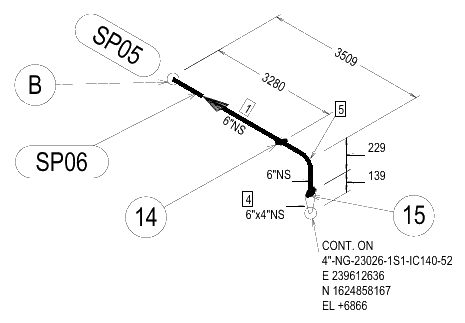 SP05
3509
B
3280
1
5
6"NS
229
SP06
6"NS
139
4
14
15
6"x4"NS
CONT. ON
4"-NG-23026-1S1-IC140-52
E 239612636
N 1624858167
EL +6866